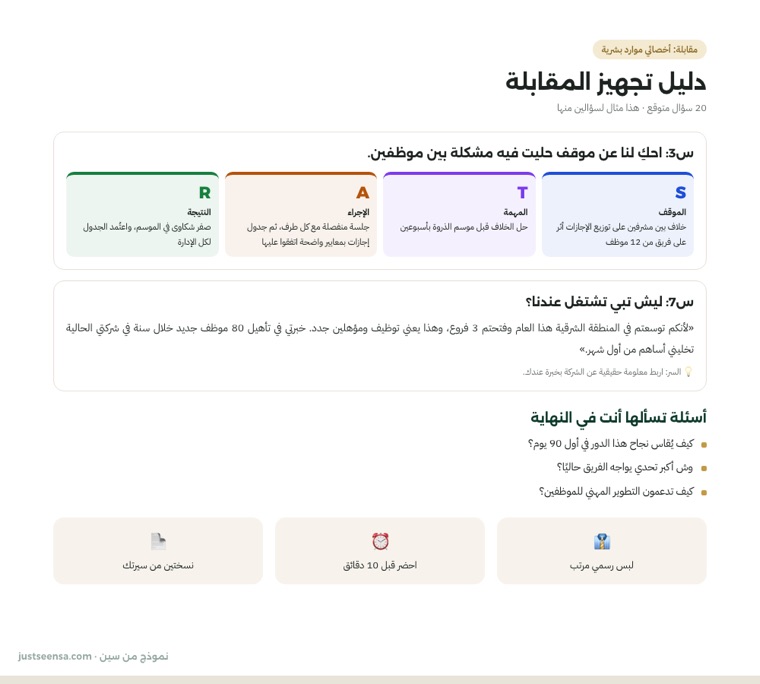 مقابلة: أخصائي موارد بشرية
دليل تجهيز المقابلة
20 سؤال متوقع · هذا مثال لسؤالين منها
س3: احكِ لنا عن موقف حليت فيه مشكلة بين موظفين.
S
الموقف
خلاف بين مشرفين على توزيع الإجازات أثر
على فريق من 12 موظف
T
المهمة
حل الخلاف قبل موسم الذروة بأسبوعين
A
الإجراء
جلسة منفصلة مع كل طرف، ثم جدول
إجازات بمعايير واضحة اتفقوا عليها
R
النتيجة
صفر شكاوى في الموسم، واعتُمد الجدول
لكل الإدارة
س7: ليش تبي تشتغل عندنا؟
«لأنكم توسعتم في المنطقة الشرقية هذا العام وفتحتم 3 فروع، وهذا يعني توظيف ومؤهلين جدد. خبرتي في تأهيل 80 موظف جديد خلال سنة في شركتي الحالية
تخليني أساهم من أول شهر.»
💡 السر: اربط معلومة حقيقية عن الشركة بخبرة عندك.
أسئلة تسألها أنت في النهاية
كيف يُقاس نجاح هذا الدور في أول 90 يوم؟
وش أكبر تحدي يواجه الفريق حاليًا؟
كيف تدعمون التطوير المهني للموظفين؟
لبس رسمي مرتب
احضر قبل 10 دقائق
نسختين من سيرتك
نموذج من سين · justseensa.com